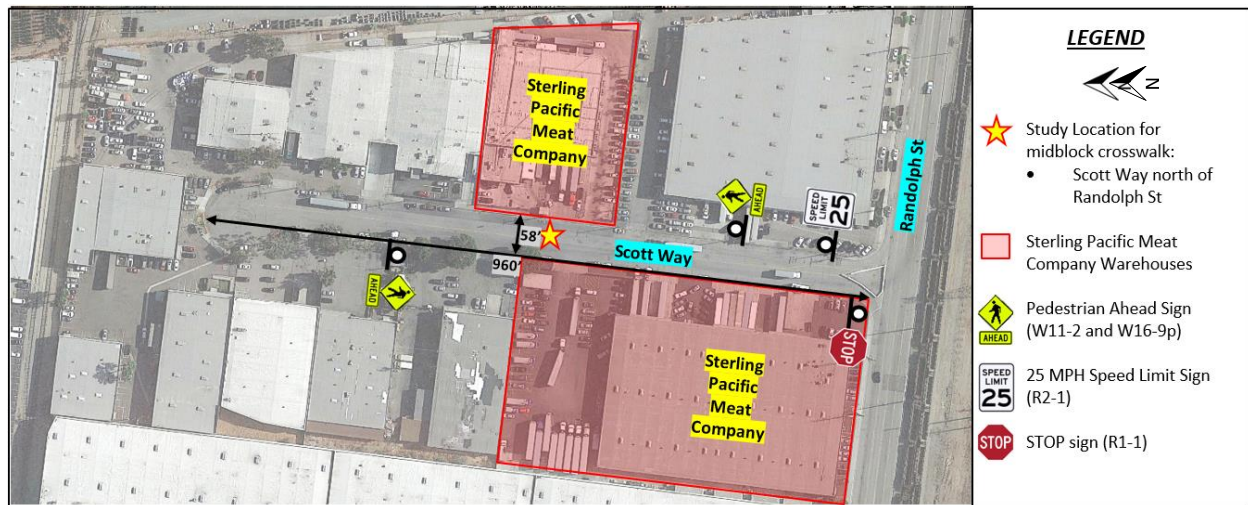 Sterling
Pacific
Meat
Company
AHEAD
SPEED
LIMIT
25
Randolph St
58'
Scott Way
960'
AHEAD
STOP
Sterling
Pacific
Meat
Company
LEGEND
N
Study Location for
midblock crosswalk:
• Scott Way north of
Randolph St
Sterling Pacific Meat
Company Warehouses
Pedestrian Ahead Sign
(W11-2 and W16-9p)
AHEAD
SPEED
LIMIT
25
25 MPH Speed Limit Sign
(R2-1)
STOP
STOP sign (R1-1)